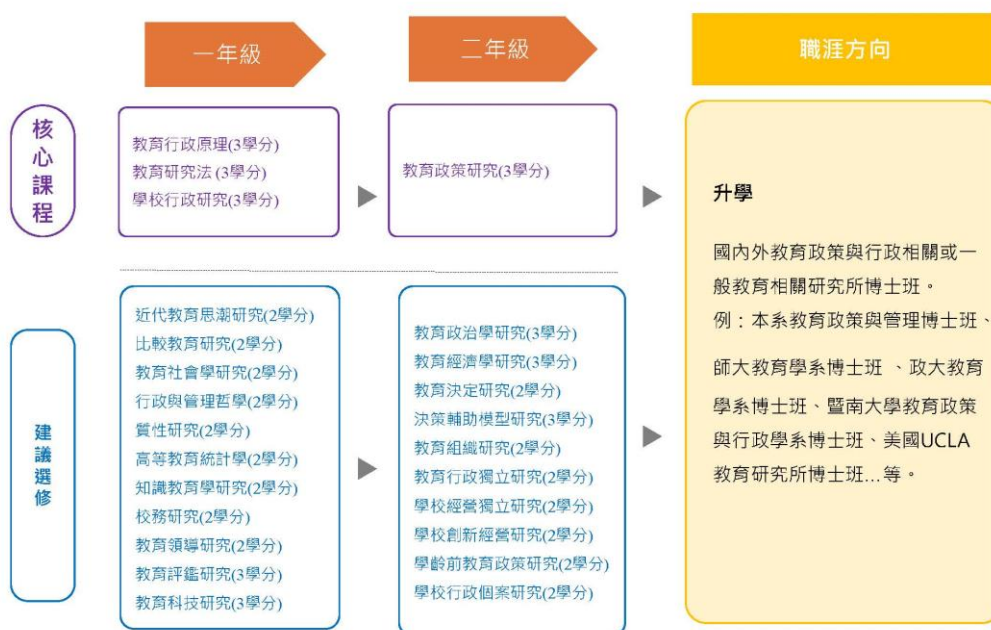 一年級
二年級
職涯方向
核心課程
教育行政原理(3學分)
教育研究法 (3學分)
學校行政研究(3學分)
教育政策研究(3學分)
建議選修
近代教育思潮研究(2學分)
比較教育研究(2學分)
教育社會學研究(2學分)
行政與管理哲學(2學分)
質性研究(2學分)
高等教育統計學(2學分)
知識教育學研究(2學分)
校務研究(2學分)
教育領導研究(2學分)
教育評鑑研究(3學分)
教育科技研究(3學分)
教育政治學研究(3學分)
教育經濟學研究(3學分)
教育決定研究(2學分)
決策輔助模型研究(3學分)
教育組織研究(2學分)
教育行政獨立研究(2學分)
學校經營獨立研究(2學分)
學校創新經營研究(2學分)
學齡前教育政策研究(2學分)
學校行政個案研究(2學分)
升學
國內外教育政策與行政相關或一
般教育相關研究所博士班。
例：本系教育政策與管理博士班、
師大教育學系博士班 、政大教育
學系博士班、暨南大學教育政策
與行政學系博士班、美國UCLA
教育研究所博士班...等。